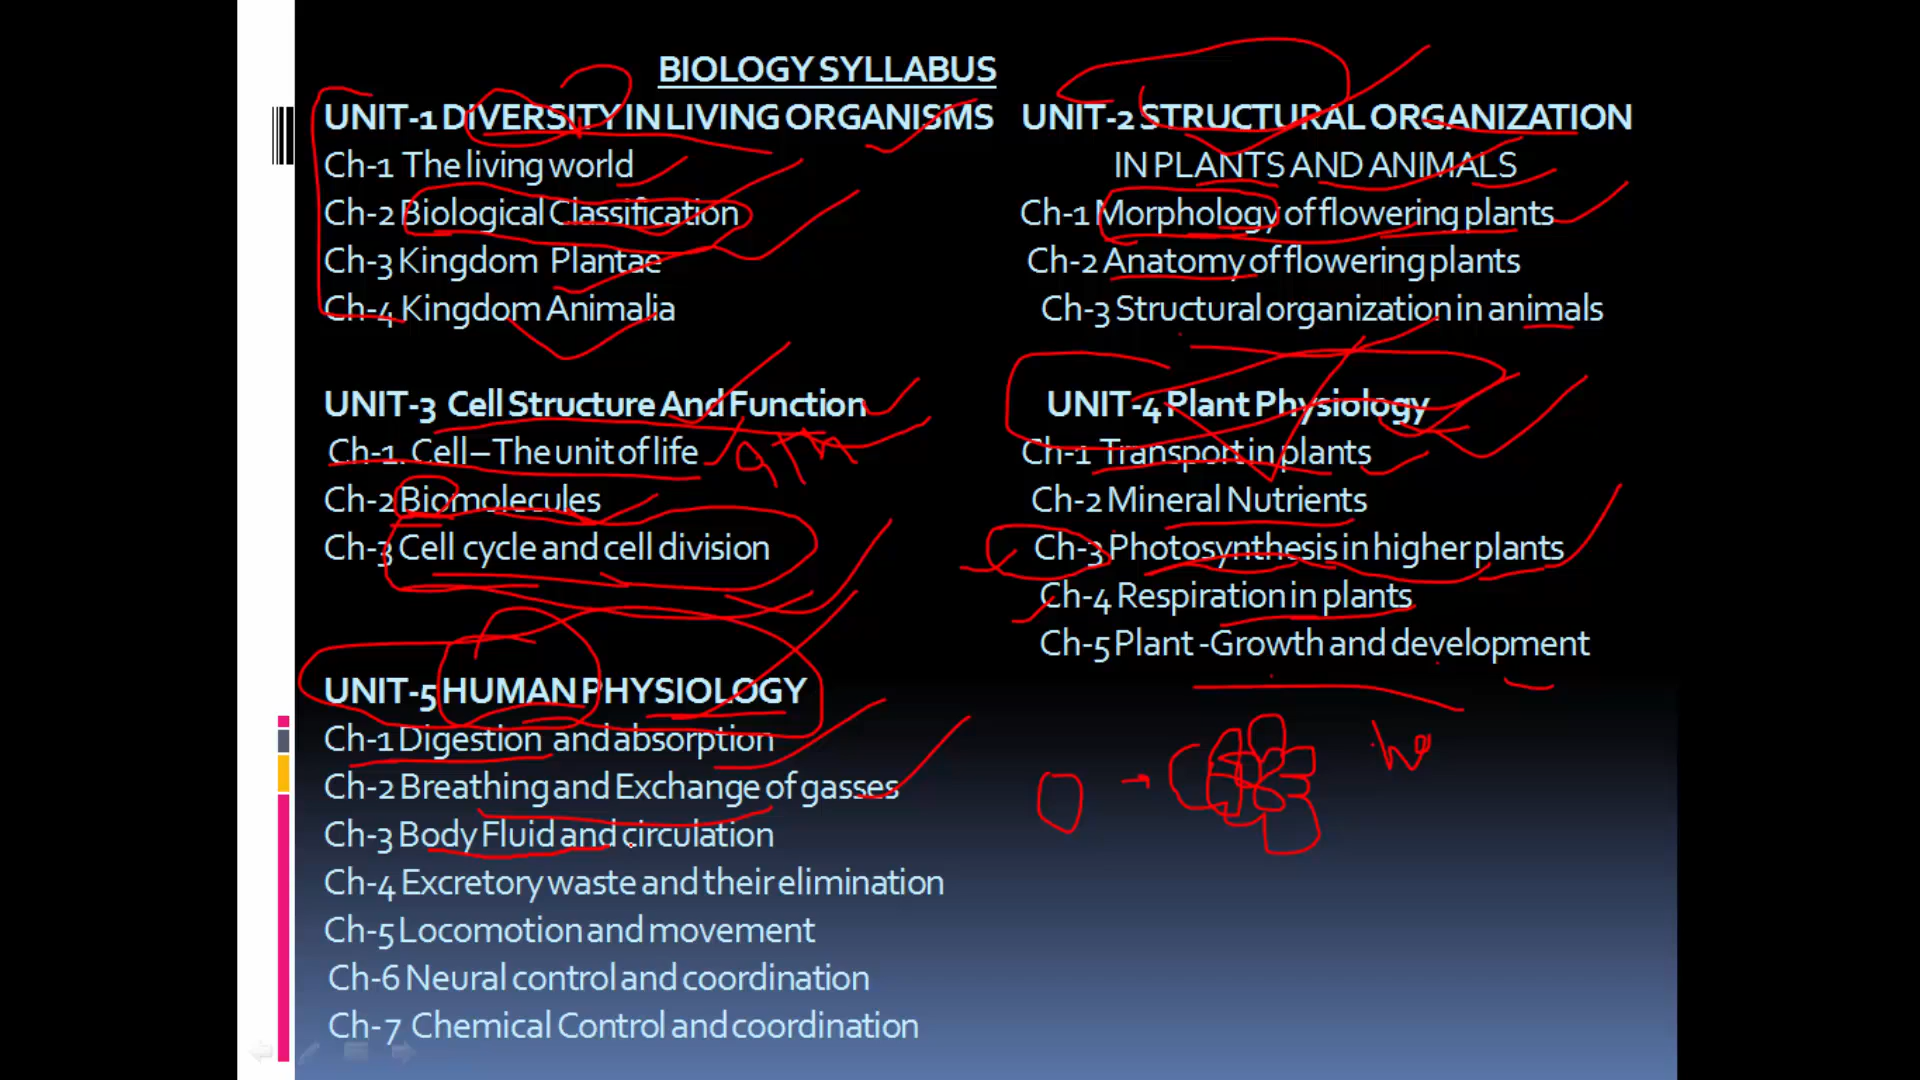 BIOLOGY SYLLABUS
UNIT-1 DIVERSITY IN LIVING ORGANISMS
Ch-1 The living world
Ch-2 Biological Classification
Ch-3 Kingdom Plantae
Ch-4 Kingdom Animalia
UNIT-2 STRUCTURAL ORGANIZATION
IN PLANTS AND ANIMALS
Ch-1 Morphology of flowering plants
Ch-2 Anatomy of flowering plants
Ch-3 Structural organization in animals
UNIT-3 Cell Structure And Function
Ch-1. Cell – The unit of life
Ch-2 Biomolecules
Ch-3 Cell cycle and cell division
UNIT-4 Plant Physiology
Ch-1 Transport in plants
Ch-2 Mineral Nutrients
Ch-3 Photosynthesis in higher plants
Ch-4 Respiration in plants
Ch-5 Plant -Growth and development
UNIT-5 HUMAN PHYSIOLOGY
Ch-1 Digestion and absorption
Ch-2 Breathing and Exchange of gasses
Ch-3 Body Fluid and circulation
Ch-4 Excretory waste and their elimination
Ch-5 Locomotion and movement
Ch-6 Neural control and coordination
Ch-7 Chemical Control and coordination